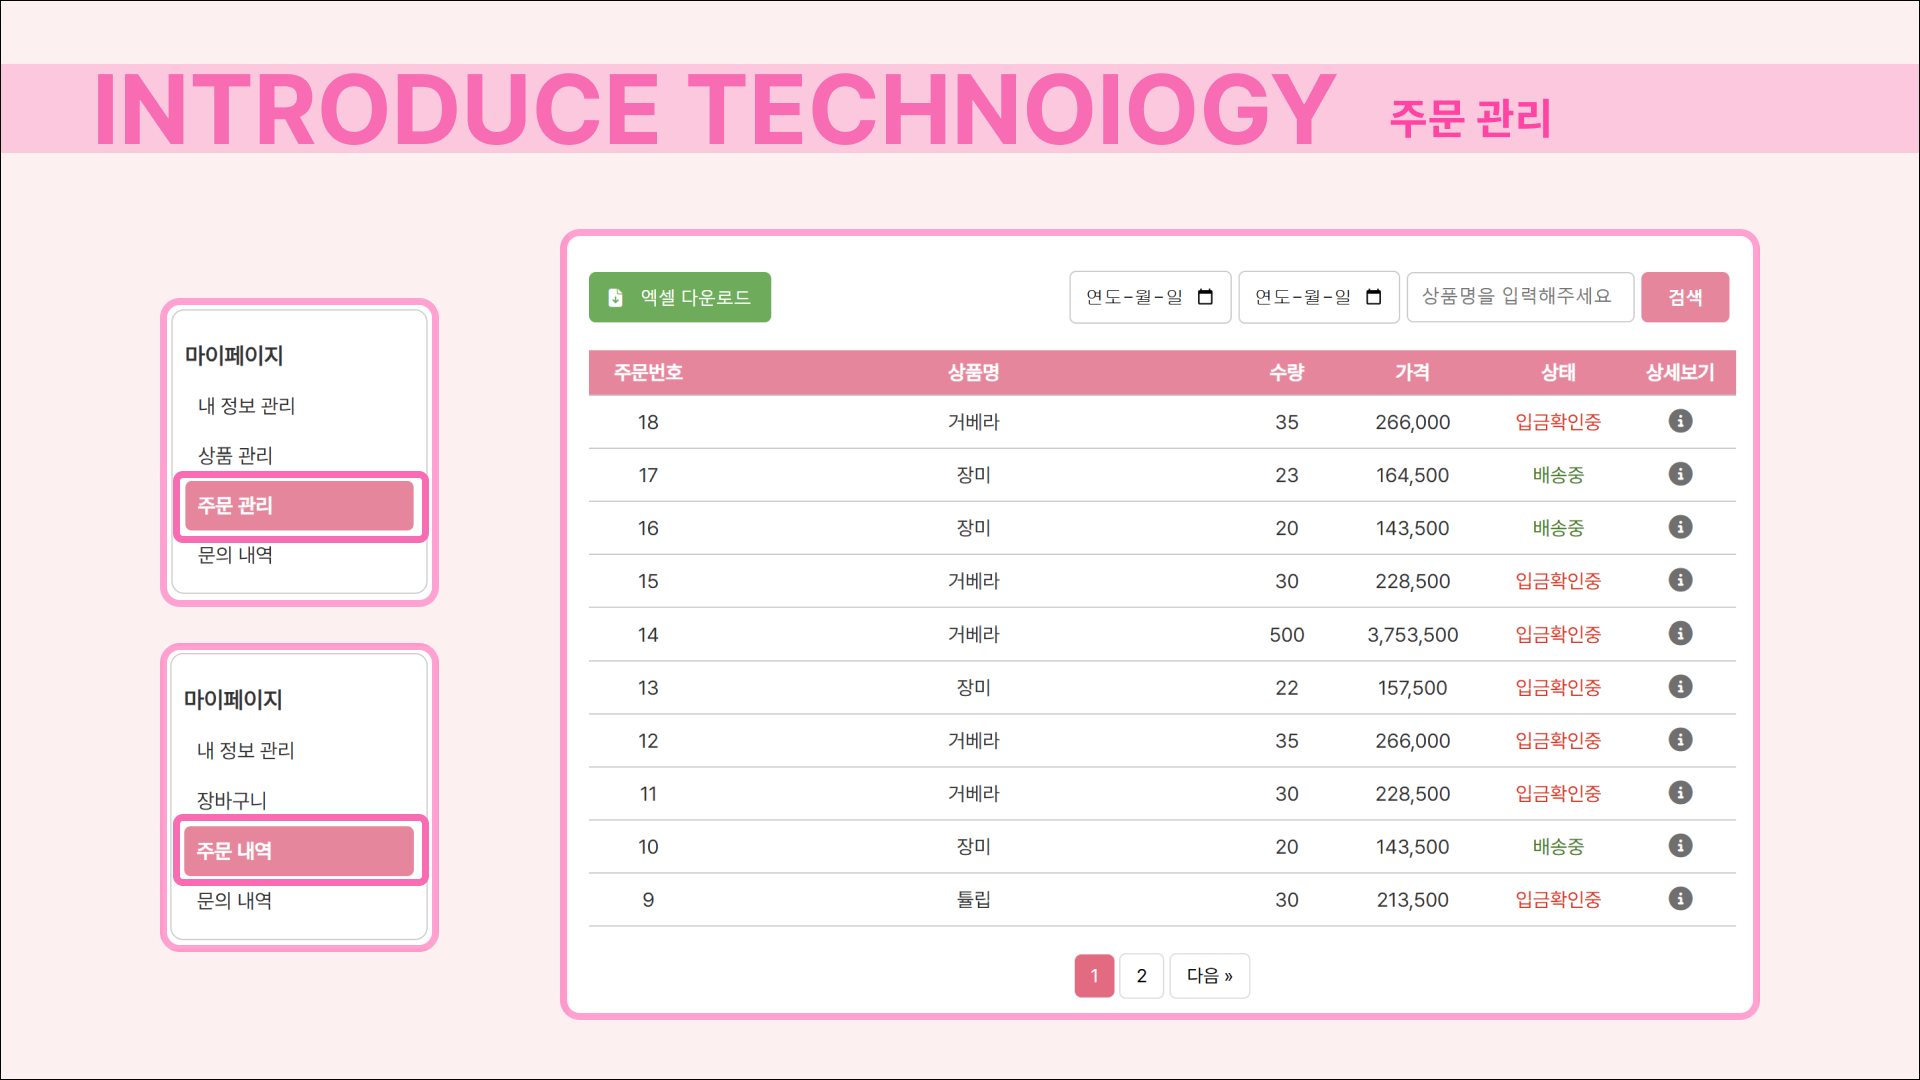 INTRODUCE TECHNOIOGY 주문 관리
마이페이지
내 정보 관리
상품 관리
주문 관리
문의 내역
마이페이지
내 정보 관리
장바구니
주문 내역
문의 내역
엑셀 다운로드 연도-월-일 연도-월-일 상품명을 입력해주세요 검색
주문번호 상품명 수량 가격 상태 상세보기
18 거베라 35 266,000 입금확인중
17 장미 23 164,500 배송중
16 장미 20 143,500 배송중
15 거베라 30 228,500 입금확인중
14 거베라 500 3,753,500 입금확인중
13 장미 22 157,500 입금확인중
12 거베라 35 266,000 입금확인중
11 거베라 30 228,500 입금확인중
10 장미 20 143,500 배송중
9 튤립 30 213,500 입금확인중
1 2 다음 »